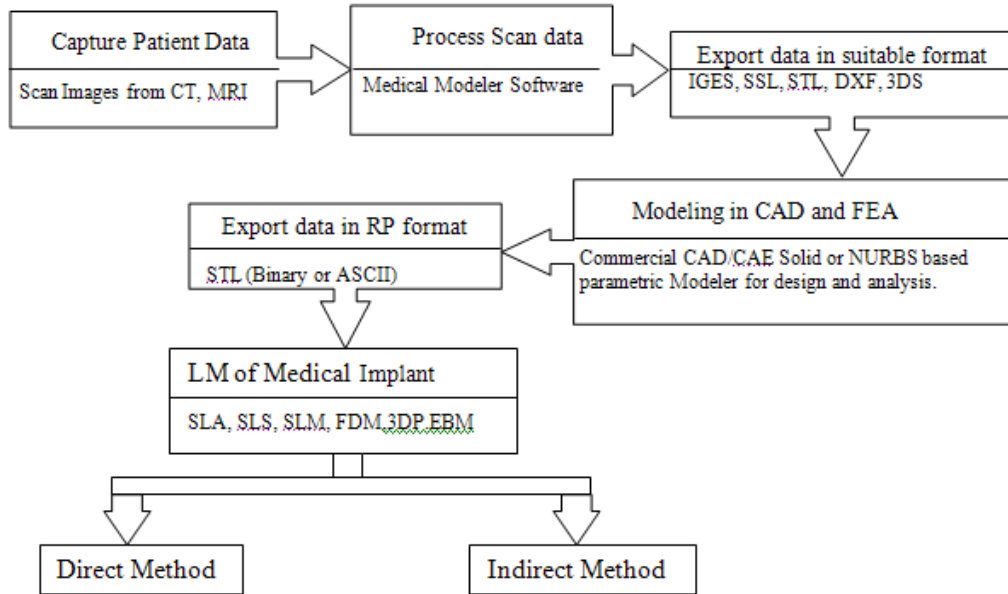 Capture Patient Data
Scan Images from CT, MRI
Process Scan data
Medical Modeler Software
Export data in suitable format
IGES, SSL, STL, DXF, 3DS
Modeling in CAD and FEA
Commercial CAD/CAE Solid or NURBS based
parametric Modeler for design and analysis.
Export data in RP format
STL (Binary or ASCII)
LM of Medical Implant
SLA, SLS, SLM, FDM,3DP.EBM
Direct Method
Indirect Method